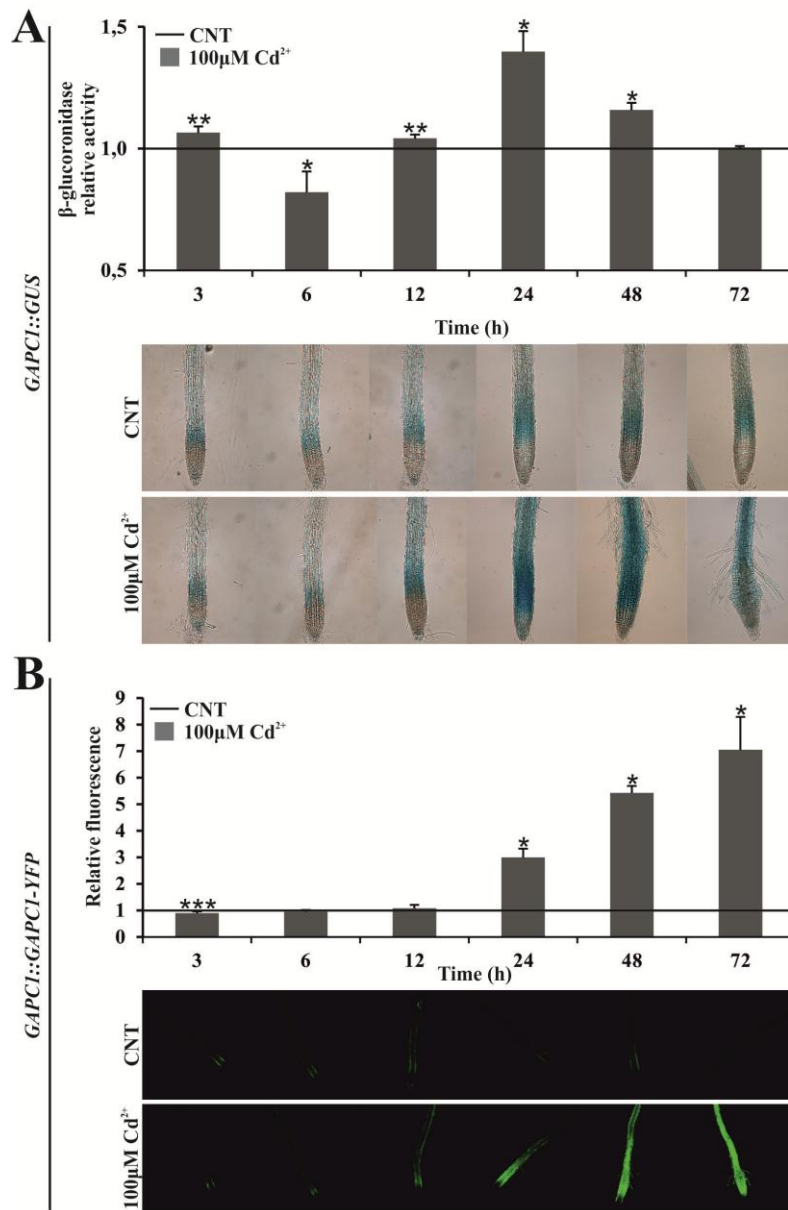 A
CNT
100μM Cd²⁺
1,5
1,0
0,5
β-glucoronidase
relative activity
** * ** * *
3 6 12 24 48 72
Time (h)
GAPC1::GUS
CNT
100μM Cd²⁺
B
CNT
100μM Cd²⁺
9
8
7
6
5
4
3
2
1
0
Relative fluorescence
*** * * *
3 6 12 24 48 72
Time (h)
GAPC1::GAPC1-YFP
CNT
100μM Cd²⁺